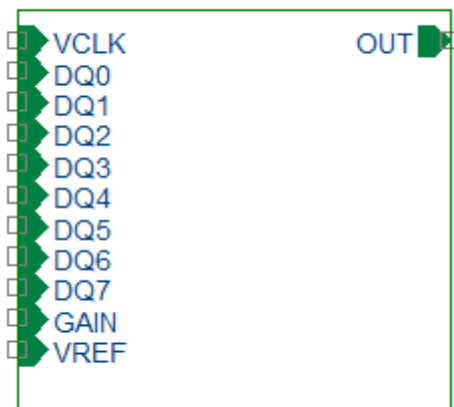 VCLK OUT
DQ0
DQ1
DQ2
DQ3
DQ4
DQ5
DQ6
DQ7
GAIN
VREF